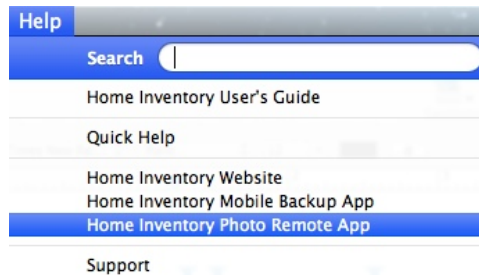 Help
Search
Home Inventory User's Guide
Quick Help
Home Inventory Website
Home Inventory Mobile Backup App
Home Inventory Photo Remote App
Support